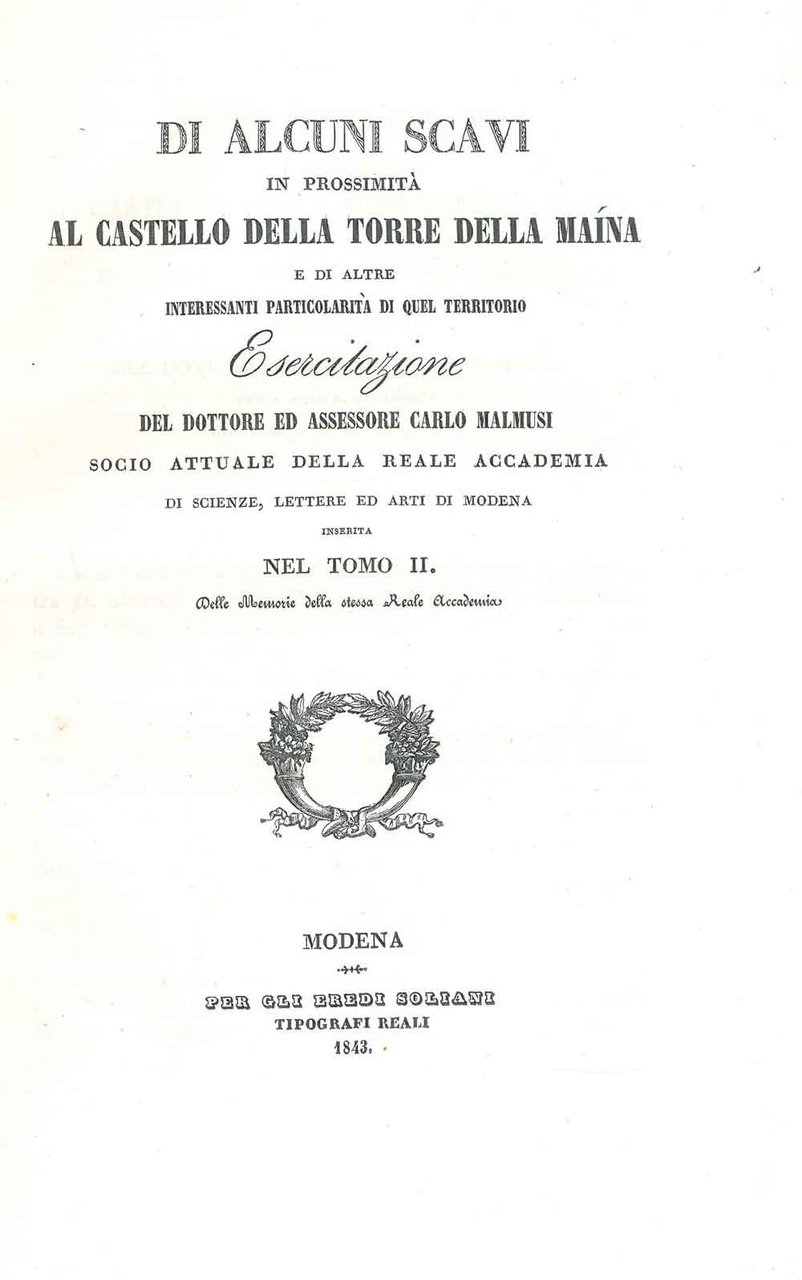 DI ALCUNI SCAVI
IN PROSSIMITÀ
AL CASTELLO DELLA TORRE DELLA MAÍNA
E DI ALTRE
INTERESSANTI PARTICOLARITÀ DI QUEL TERRITORIO
Esercitazione
DEL DOTTORE ED ASSESSORE CARLO MALMUSI
SOCIO ATTUALE DELLA REALE ACCADEMIA
DI SCIENZE, LETTERE ED ARTI DI MODENA
INSERITA
NEL TOMO II.
Delle Memorie della stessa Reale Accademia
MODENA
PER GLI EREDI SOLIANI
TIPOGRAFI REALI
1843.